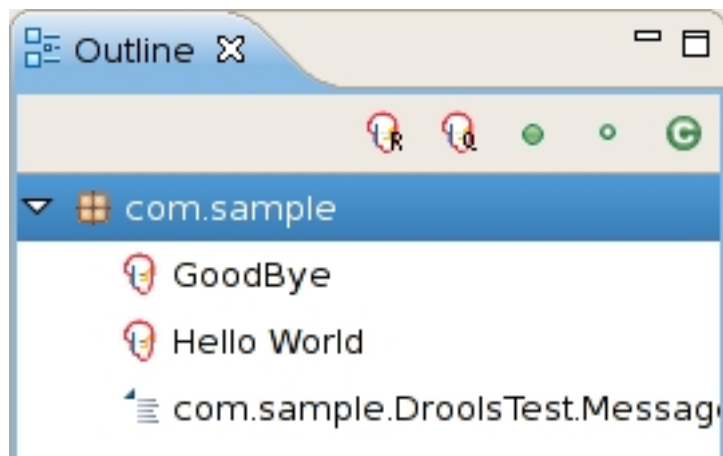 Outline
R Q C
com.sample
GoodBye
Hello World
com.sample.DroolsTest.Messag